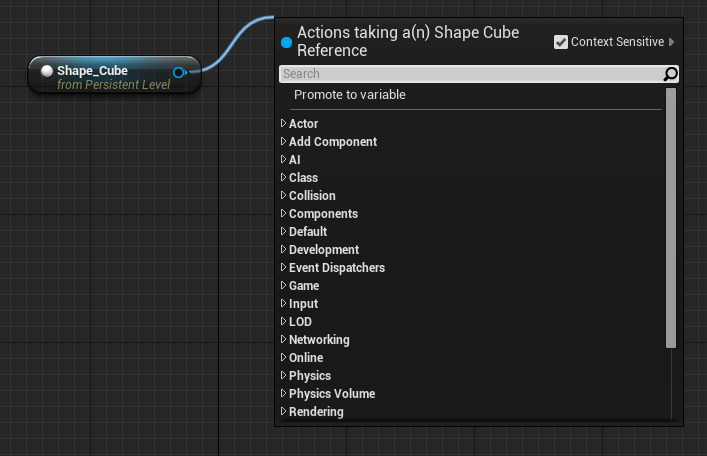 Shape_Cube
from Persistent Level
Actions taking a(n) Shape Cube
Reference
Context Sensitive
Search
Promote to variable
Actor
Add Component
AI
Class
Collision
Components
Default
Development
Event Dispatchers
Game
Input
LOD
Networking
Online
Physics
Physics Volume
Rendering